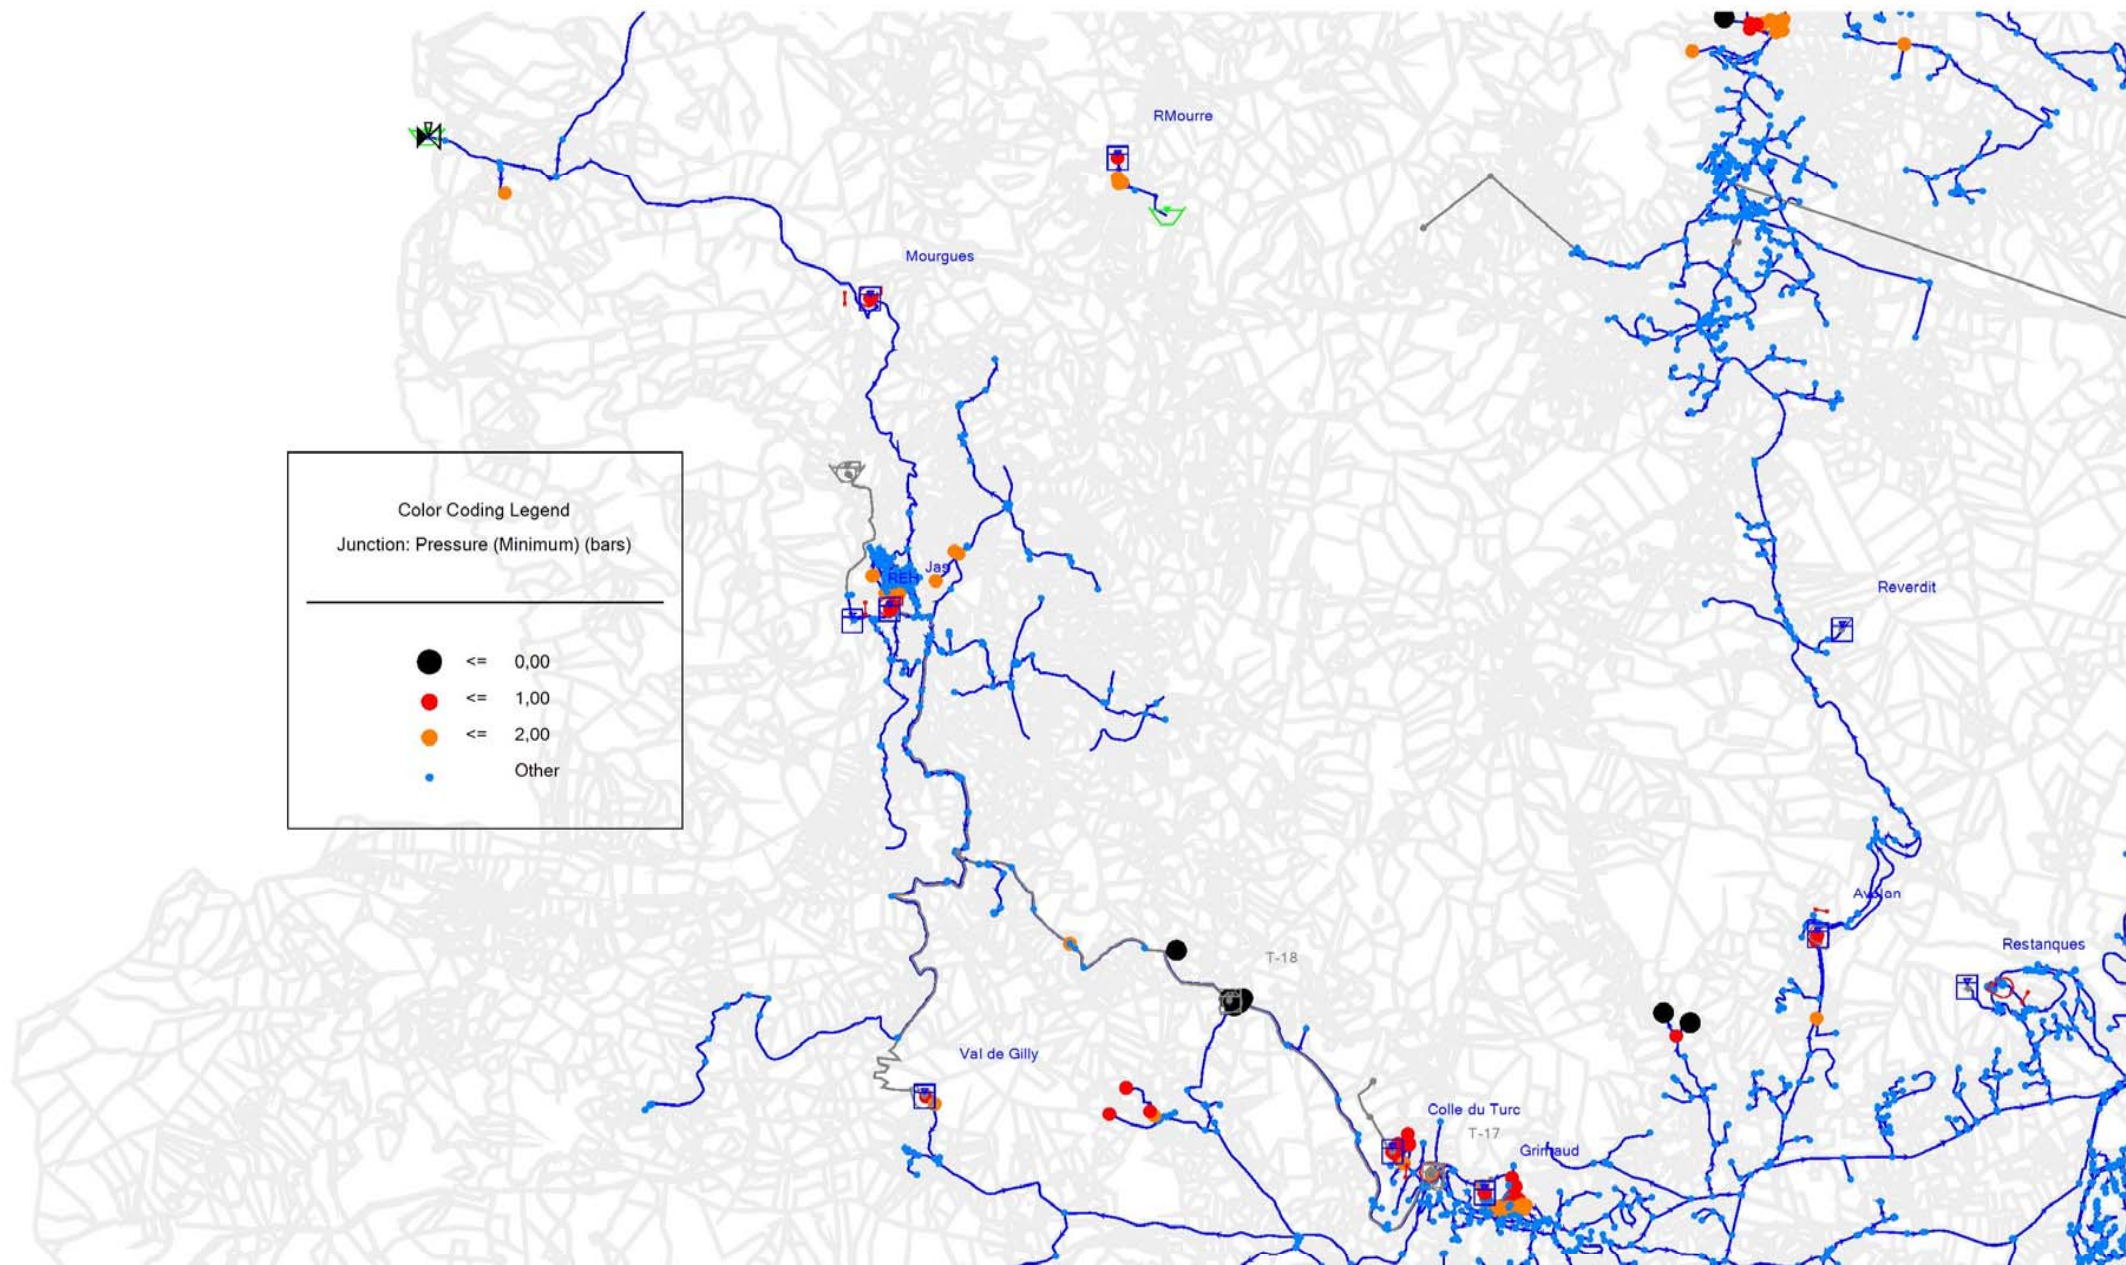 RMourre
Mourgues
Color Coding Legend
Junction: Pressure (Minimum) (bars)
Jas
Reverdit
<= 0,00
<= 1,00
<= 2,00
Other
Avelan
Restanques
T-18
Val de Gilly
Colle du Turc
T-17
Grimaud